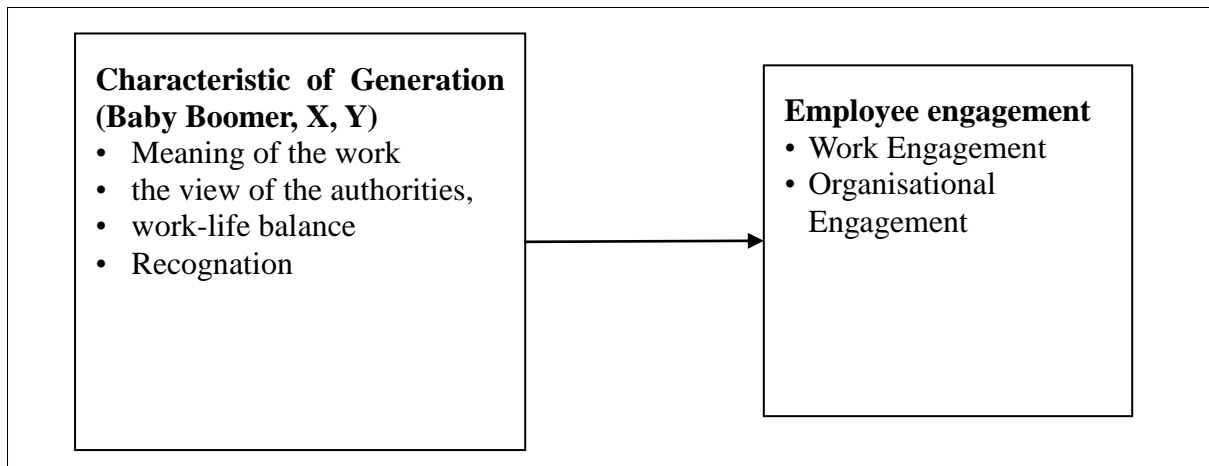 Characteristic of Generation
(Baby Boomer, X, Y)
• Meaning of the work
• the view of the authorities,
• work-life balance
• Recognation
Employee engagement
• Work Engagement
• Organisational
Engagement